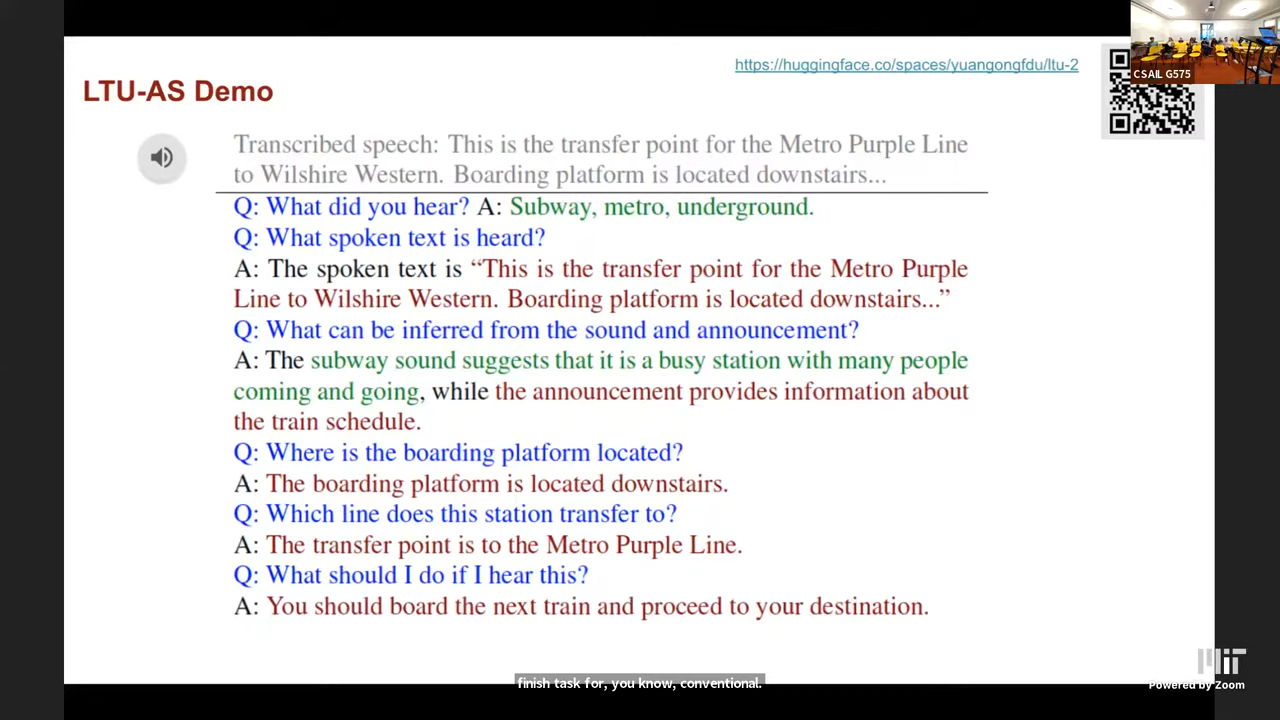 https://huggingface.co/spaces/yuangongfdu/ltu-2
CSAIL G575
LTU-AS Demo
Transcribed speech: This is the transfer point for the Metro Purple Line
to Wilshire Western. Boarding platform is located downstairs...
Q: What did you hear? A: Subway, metro, underground.
Q: What spoken text is heard?
A: The spoken text is “This is the transfer point for the Metro Purple
Line to Wilshire Western. Boarding platform is located downstairs...”
Q: What can be inferred from the sound and announcement?
A: The subway sound suggests that it is a busy station with many people
coming and going, while the announcement provides information about
the train schedule.
Q: Where is the boarding platform located?
A: The boarding platform is located downstairs.
Q: Which line does this station transfer to?
A: The transfer point is to the Metro Purple Line.
Q: What should I do if I hear this?
A: You should board the next train and proceed to your destination.
finish task for, you know, conventional.
MIT
Powered by Zoom